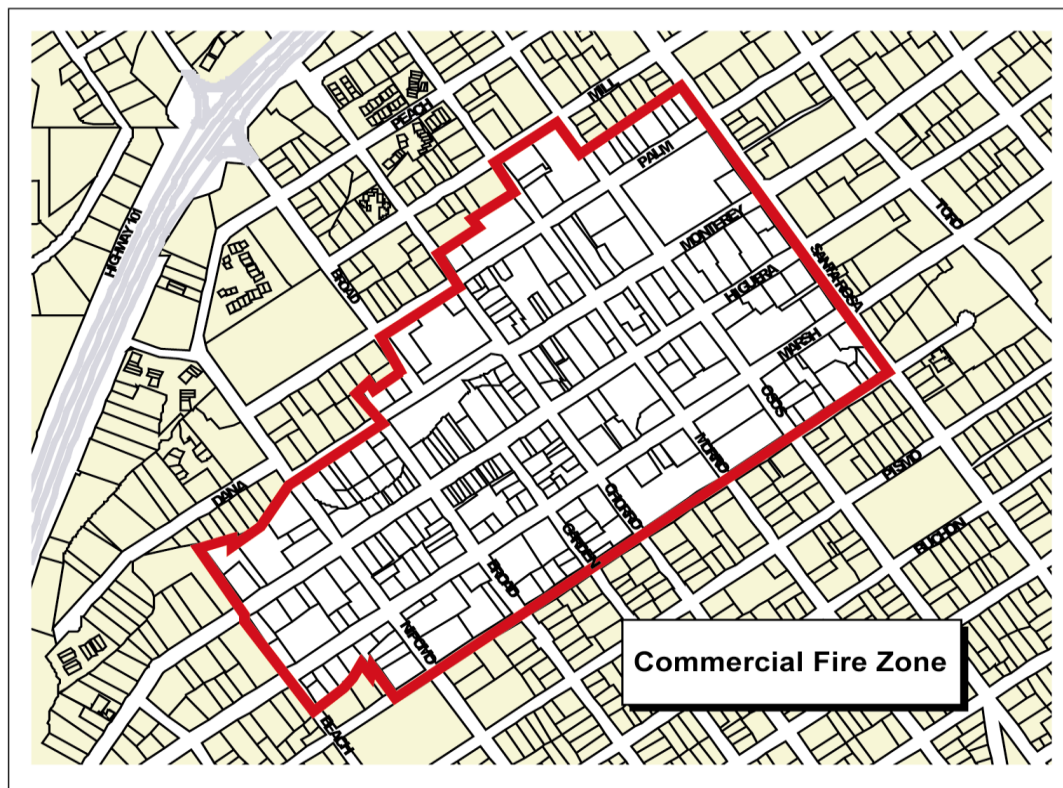 MILL
PEACH
PALM
TORO
MONTEREY
HIGHWAY 101
BROAD
SANTA ROSA
HIGUERA
MARSH
OSOS
MORRO
PISMO
DANA
CHORRO
BUCHON
GARDEN
BROAD
NIPOMO
Commercial Fire Zone
BEACH